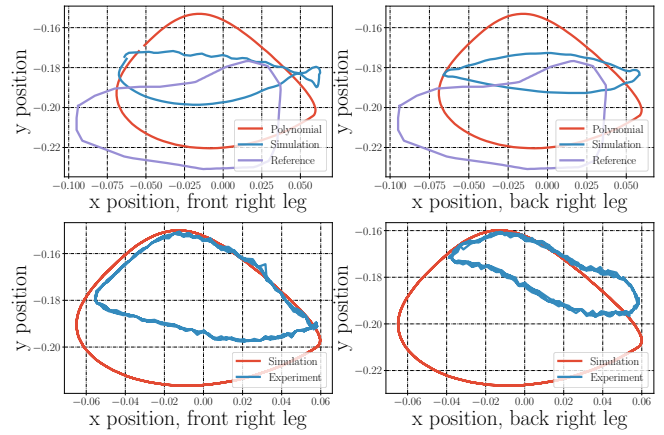 y position
−0.16
−0.18
−0.20
−0.22
Polynomial
Simulation
Reference
−0.100 −0.075 −0.050 −0.025 0.000 0.025 0.050
x position, front right leg
y position
−0.16
−0.18
−0.20
−0.22
Polynomial
Simulation
Reference
−0.100 −0.075 −0.050 −0.025 0.000 0.025 0.050
x position, back right leg
y position
−0.16
−0.18
−0.20
Simulation
Experiment
−0.06 −0.04 −0.02 0.00 0.02 0.04 0.06
x position, front right leg
y position
−0.16
−0.18
−0.20
−0.22
Simulation
Experiment
−0.06 −0.04 −0.02 0.00 0.02 0.04 0.06
x position, back right leg